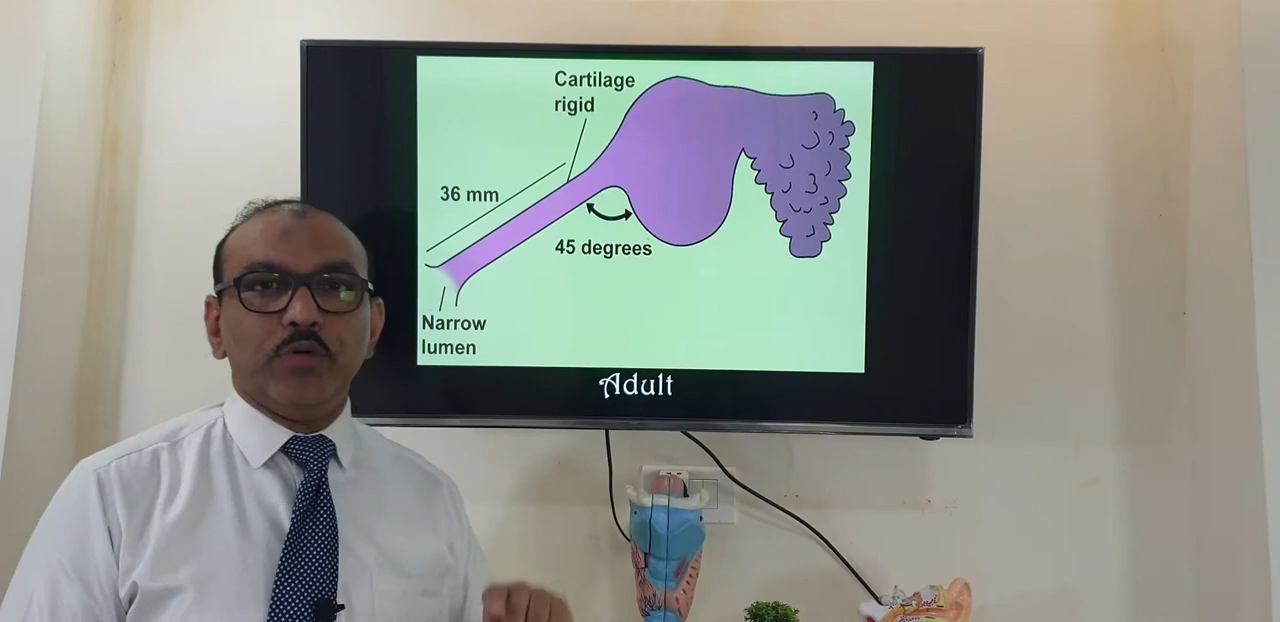 Cartilage
rigid
36 mm
45 degrees
Narrow
lumen
Adult